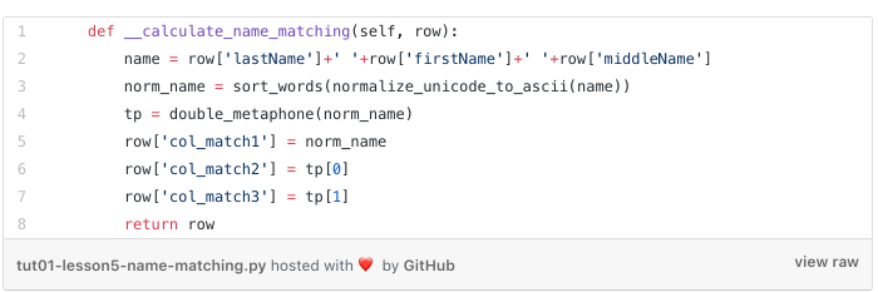 1 def __calculate_name_matching(self, row):
2 name = row['lastName']+' '+row['firstName']+' '+row['middleName']
3 norm_name = sort_words(normalize_unicode_to_ascii(name))
4 tp = double_metaphone(norm_name)
5 row['col_match1'] = norm_name
6 row['col_match2'] = tp[0]
7 row['col_match3'] = tp[1]
8 return row
tut01-lesson5-name-matching.py hosted with ❤ by GitHub view raw